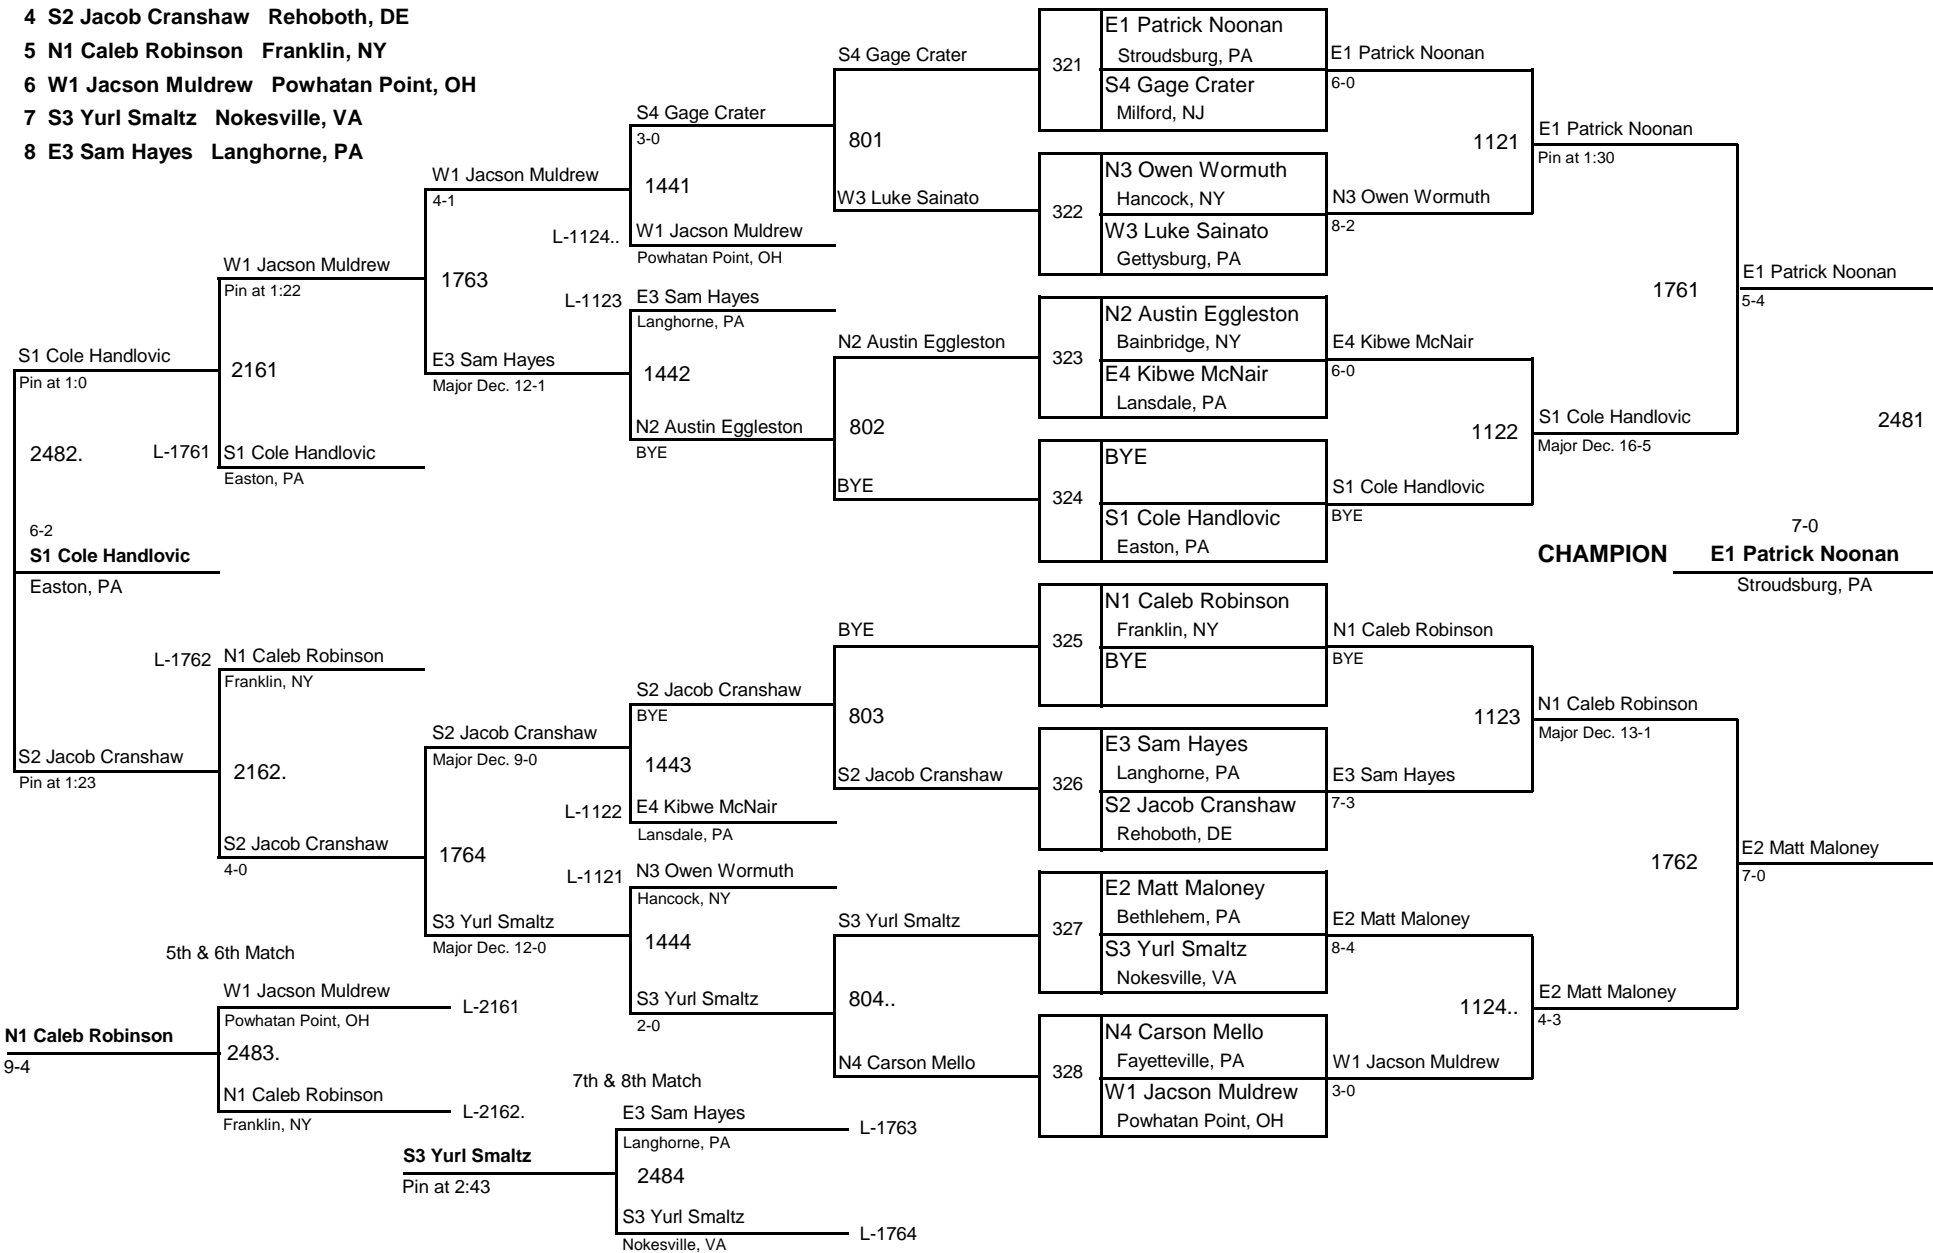 4 S2 Jacob Cranshaw Rehoboth, DE
5 N1 Caleb Robinson Franklin, NY
6 W1 Jacson Muldrew Powhatan Point, OH
7 S3 Yurl Smaltz Nokesville, VA
8 E3 Sam Hayes Langhorne, PA
S1 Cole Handlovic
Pin at 1:0
2482.
6-2
S1 Cole Handlovic
Easton, PA
S2 Jacob Cranshaw
Pin at 1:23
W1 Jacson Muldrew
Pin at 1:22
2161
L-1761
S1 Cole Handlovic
Easton, PA
L-1762
N1 Caleb Robinson
Franklin, NY
2162.
S2 Jacob Cranshaw
4-0
W1 Jacson Muldrew
4-1
1763
E3 Sam Hayes
Major Dec. 12-1
S2 Jacob Cranshaw
Major Dec. 9-0
1764
S3 Yurl Smaltz
Major Dec. 12-0
S4 Gage Crater
3-0
1441
L-1124..
W1 Jacson Muldrew
Powhatan Point, OH
L-1123
E3 Sam Hayes
Langhorne, PA
1442
N2 Austin Eggleston
BYE
S2 Jacob Cranshaw
BYE
1443
L-1122
E4 Kibwe McNair
Lansdale, PA
L-1121
N3 Owen Wormuth
Hancock, NY
1444
S3 Yurl Smaltz
2-0
S4 Gage Crater
801
W3 Luke Sainato
N2 Austin Eggleston
802
BYE
BYE
803
S2 Jacob Cranshaw
S3 Yurl Smaltz
804..
N4 Carson Mello
321
E1 Patrick Noonan
Stroudsburg, PA
S4 Gage Crater
Milford, NJ
322
N3 Owen Wormuth
Hancock, NY
W3 Luke Sainato
Gettysburg, PA
323
N2 Austin Eggleston
Bainbridge, NY
E4 Kibwe McNair
Lansdale, PA
324
BYE
S1 Cole Handlovic
Easton, PA
325
N1 Caleb Robinson
Franklin, NY
BYE
326
E3 Sam Hayes
Langhorne, PA
S2 Jacob Cranshaw
Rehoboth, DE
327
E2 Matt Maloney
Bethlehem, PA
S3 Yurl Smaltz
Nokesville, VA
328
N4 Carson Mello
Fayetteville, PA
W1 Jacson Muldrew
Powhatan Point, OH
E1 Patrick Noonan
6-0
1121
N3 Owen Wormuth
8-2
E4 Kibwe McNair
6-0
1122
S1 Cole Handlovic
BYE
N1 Caleb Robinson
BYE
1123
E3 Sam Hayes
7-3
E2 Matt Maloney
8-4
1124..
W1 Jacson Muldrew
3-0
E1 Patrick Noonan
Pin at 1:30
1761
S1 Cole Handlovic
Major Dec. 16-5
N1 Caleb Robinson
Major Dec. 13-1
1762
E2 Matt Maloney
4-3
E1 Patrick Noonan
5-4
2481
7-0
CHAMPION E1 Patrick Noonan
Stroudsburg, PA
E2 Matt Maloney
7-0
5th & 6th Match
W1 Jacson Muldrew
L-2161
Powhatan Point, OH
N1 Caleb Robinson
9-4
2483.
N1 Caleb Robinson
L-2162.
Franklin, NY
7th & 8th Match
E3 Sam Hayes
L-1763
Langhorne, PA
S3 Yurl Smaltz
Pin at 2:43
2484
S3 Yurl Smaltz
L-1764
Nokesville, VA